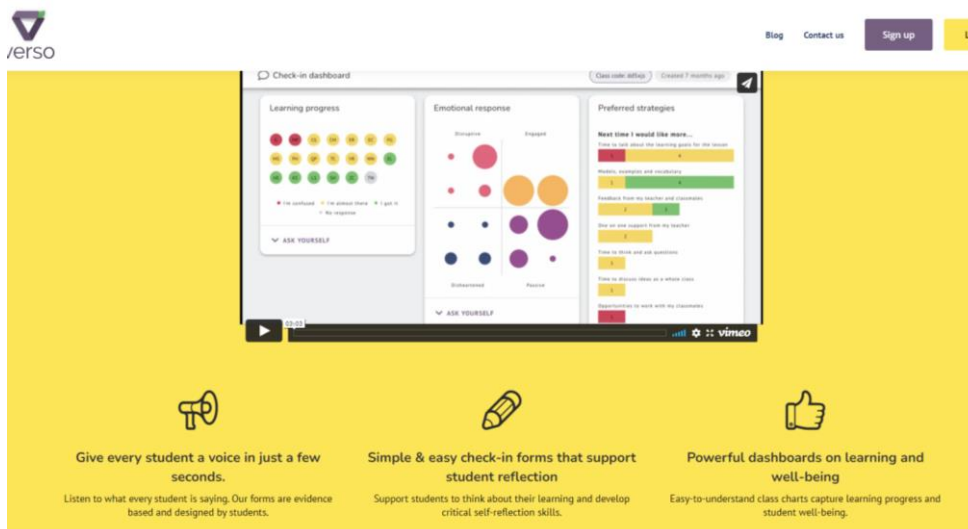 verso
Blog Contact us Sign up L
Check-in dashboard
Class code: ddlejo Created 7 months ago
Learning progress
I'm confused I'm almost there I got it
No response
ASK YOURSELF
Emotional response
Disruptive Engaged
Disheartened Passive
ASK YOURSELF
Preferred strategies
Next time I would like more...
Time to talk about the learning goals for the lesson
Models, examples and vocabulary
Feedback from my teacher and classmates
One on one support from my teacher
Time to think and ask questions
Time to discuss ideas as a whole class
Opportunities to work with my classmates
03:03
vimeo
Give every student a voice in just a few
seconds.
Listen to what every student is saying. Our forms are evidence
based and designed by students.
Simple & easy check-in forms that support
student reflection
Support students to think about their learning and develop
critical self-reflection skills.
Powerful dashboards on learning and
well-being
Easy-to-understand class charts capture learning progress and
student well-being.